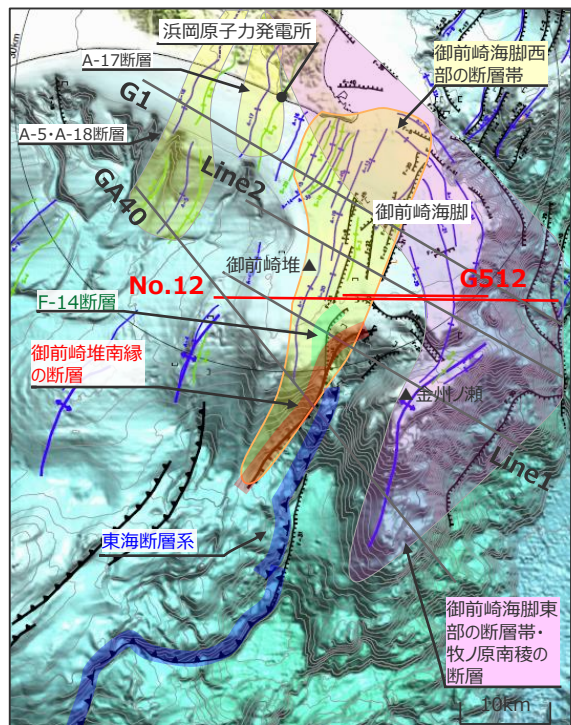 浜岡原子力発電所
A-17断層
御前崎海脚西
部の断層帯
G1
A-5・A-18断層
Line2
GA40
御前崎海脚
御前崎堆
No.12
G512
F-14断層
御前崎堆南縁
の断層
金州ノ瀬
Line1
東海断層系
御前崎海脚東
部の断層帯・
牧ノ原南稜の
断層
10km